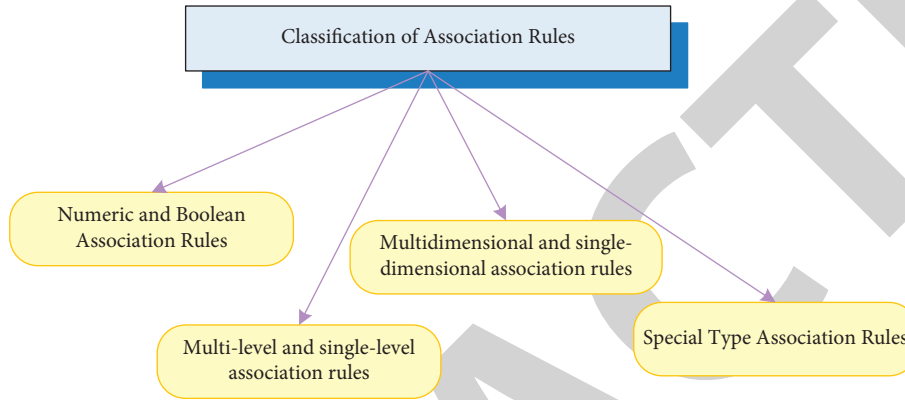 Classification of Association Rules
Numeric and Boolean
Association Rules
Multidimensional and single-
dimensional association rules
Multi-level and single-level
association rules
Special Type Association Rules